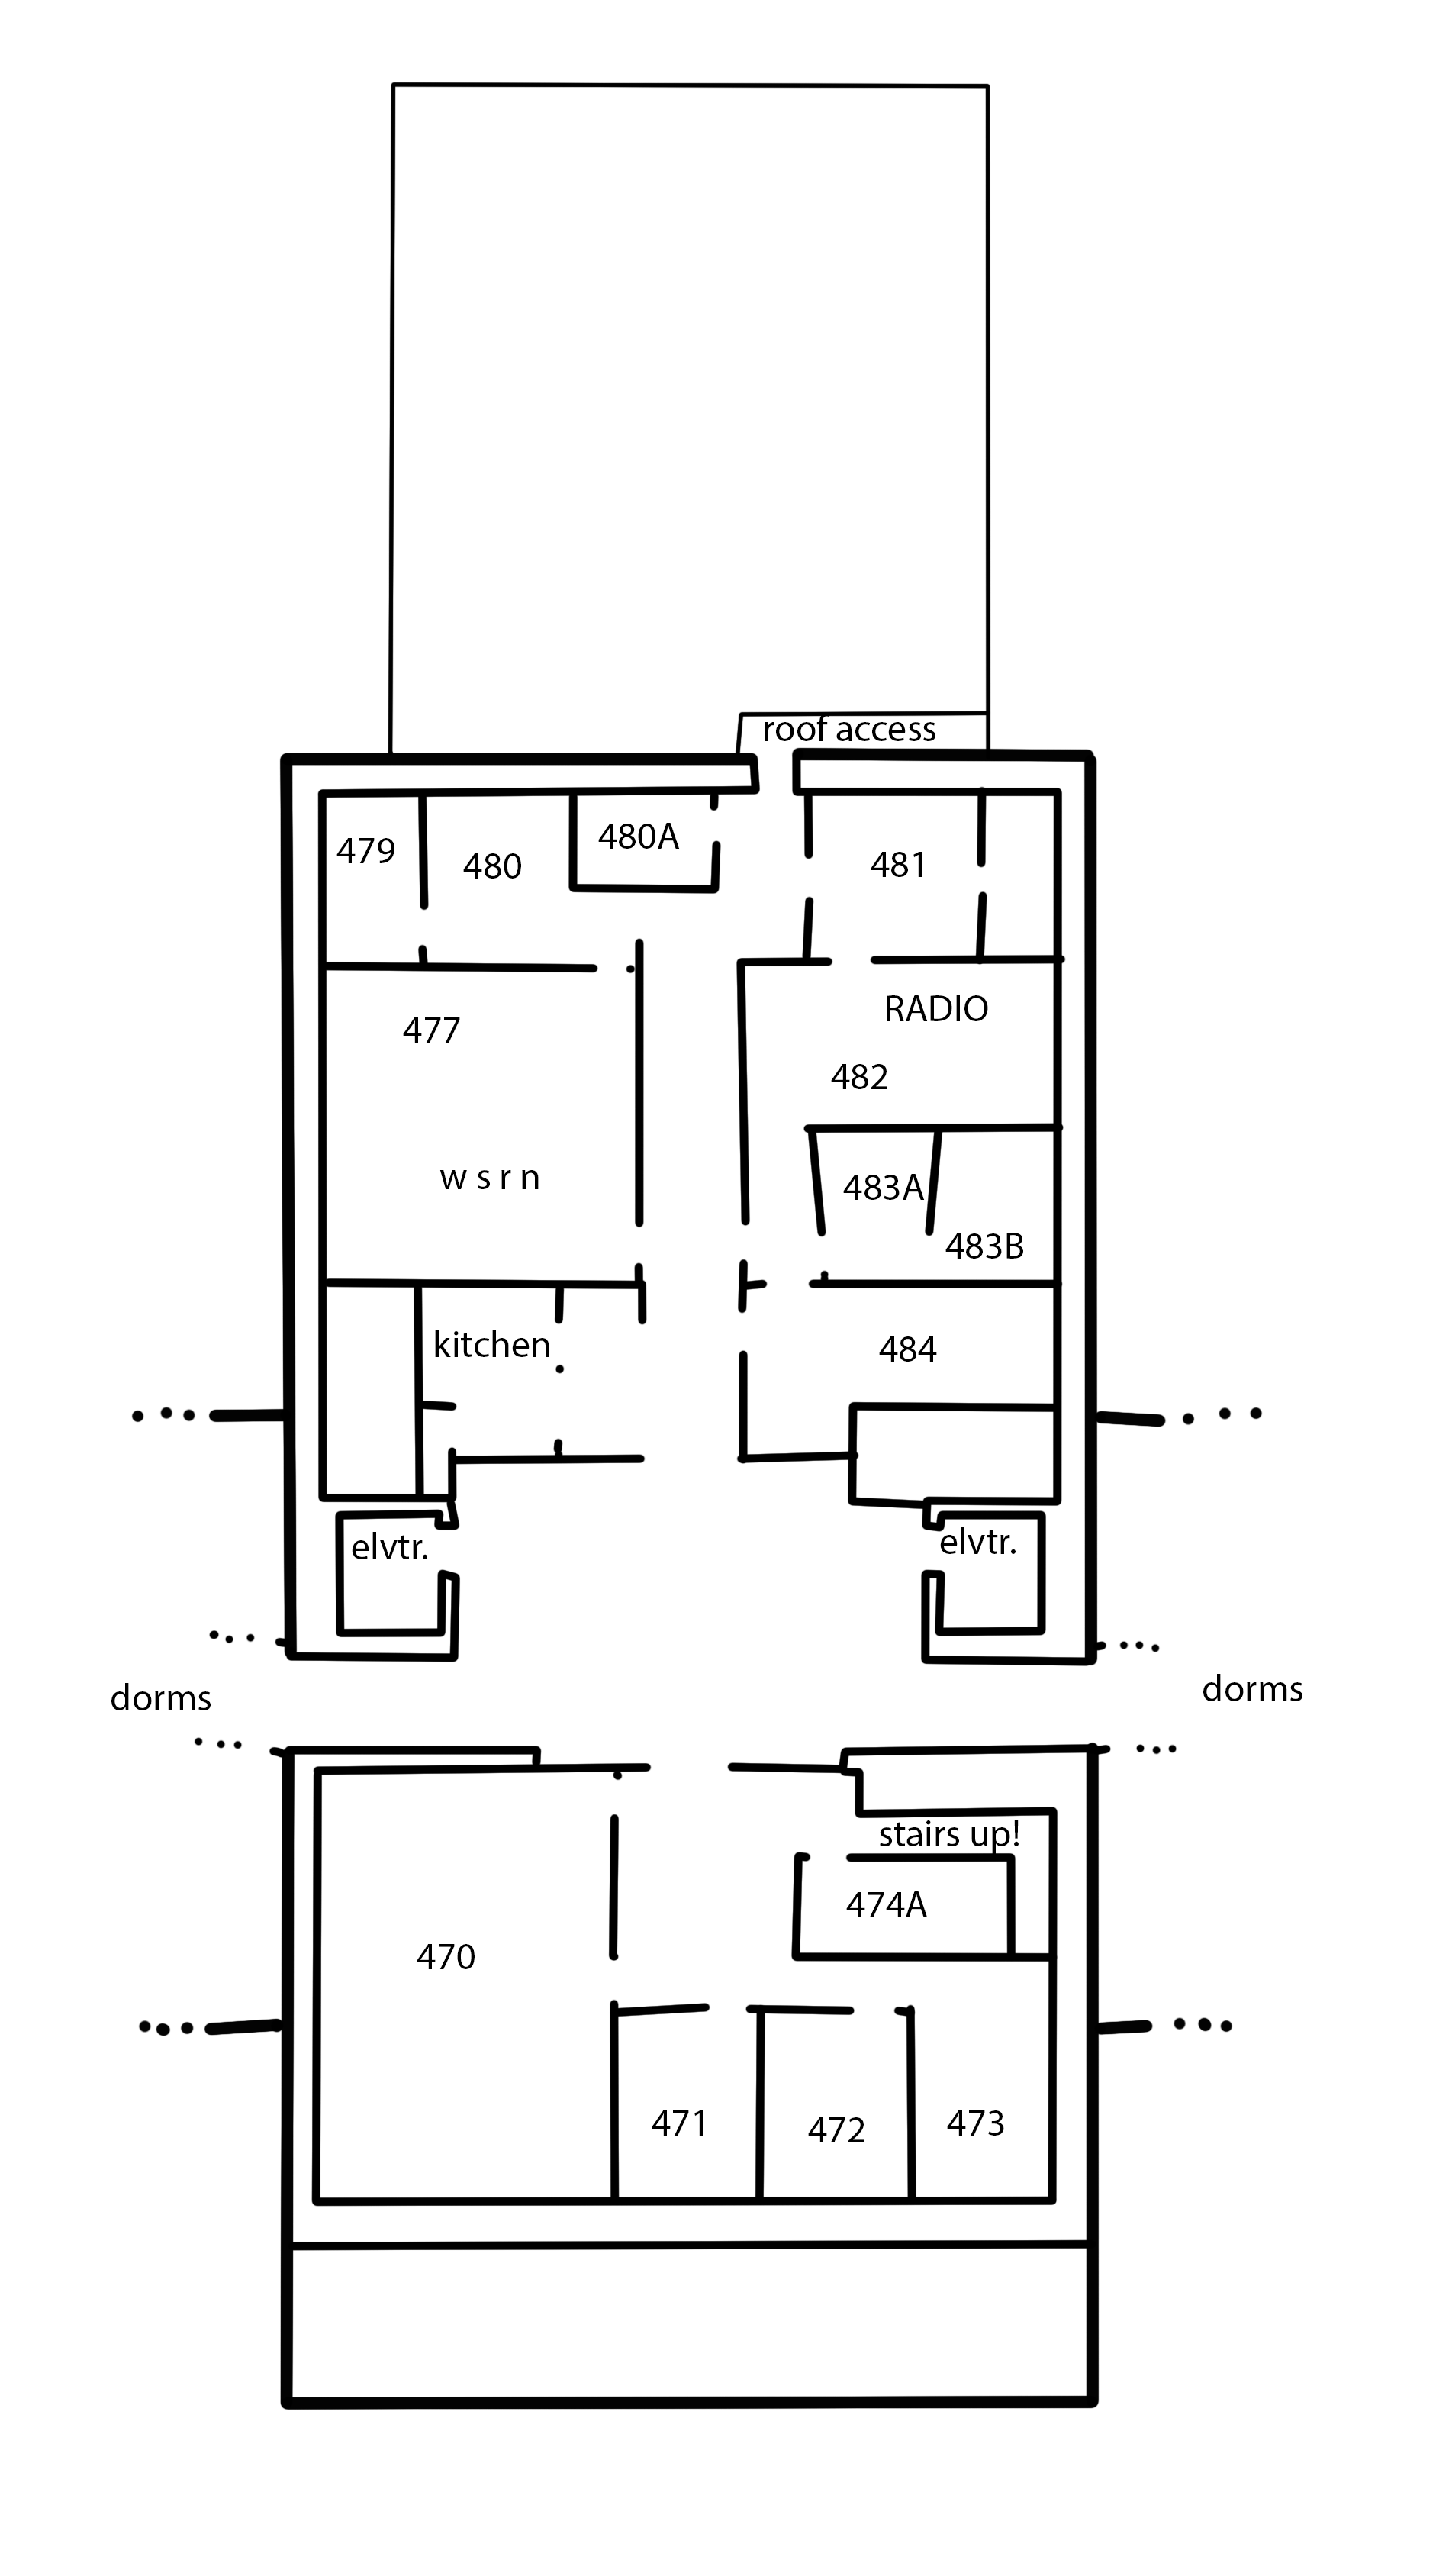 roof access
479
480
480A
481
477
RADIO
482
w s r n
483A
483B
kitchen
484
elvtr.
elvtr.
dorms
dorms
stairs up!
474A
470
471
472
473